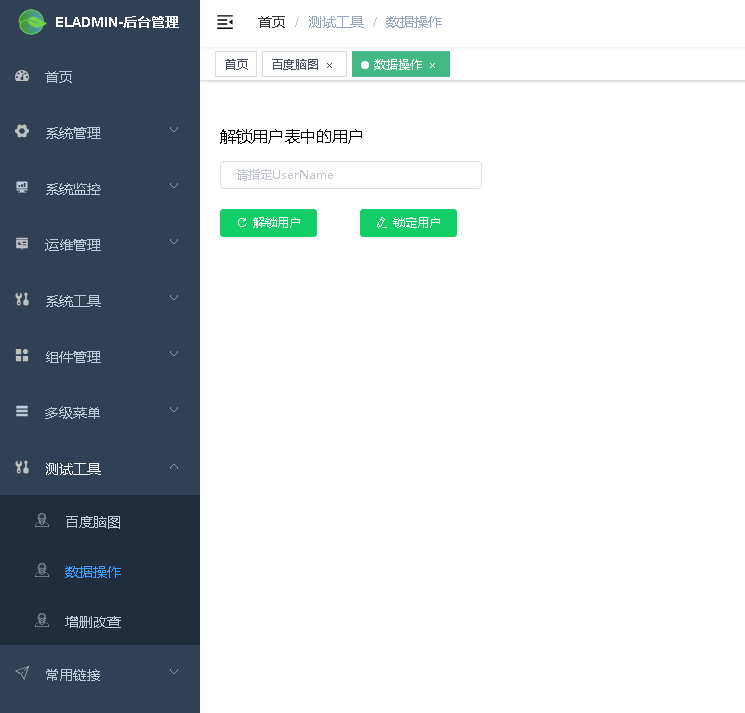 ELADMIN-后台管理
首页
系统管理
系统监控
运维管理
系统工具
组件管理
多级菜单
测试工具
百度脑图
数据操作
增删改查
常用链接
首页 / 测试工具 / 数据操作
首页 百度脑图 × 数据操作 ×
解锁用户表中的用户
请指定UserName
解锁用户 锁定用户